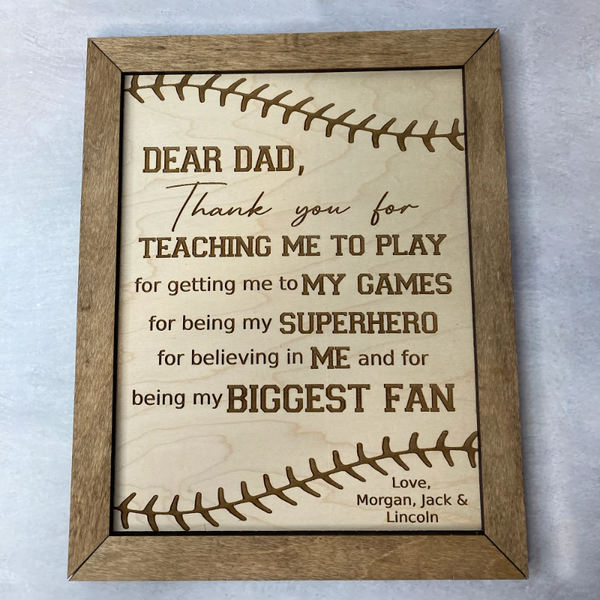 DEAR DAD,
Thank you for
TEACHING ME TO PLAY
for getting me to MY GAMES
for being my SUPERHERO
for believing in ME and for
being my BIGGEST FAN
Love,
Morgan, Jack &
Lincoln